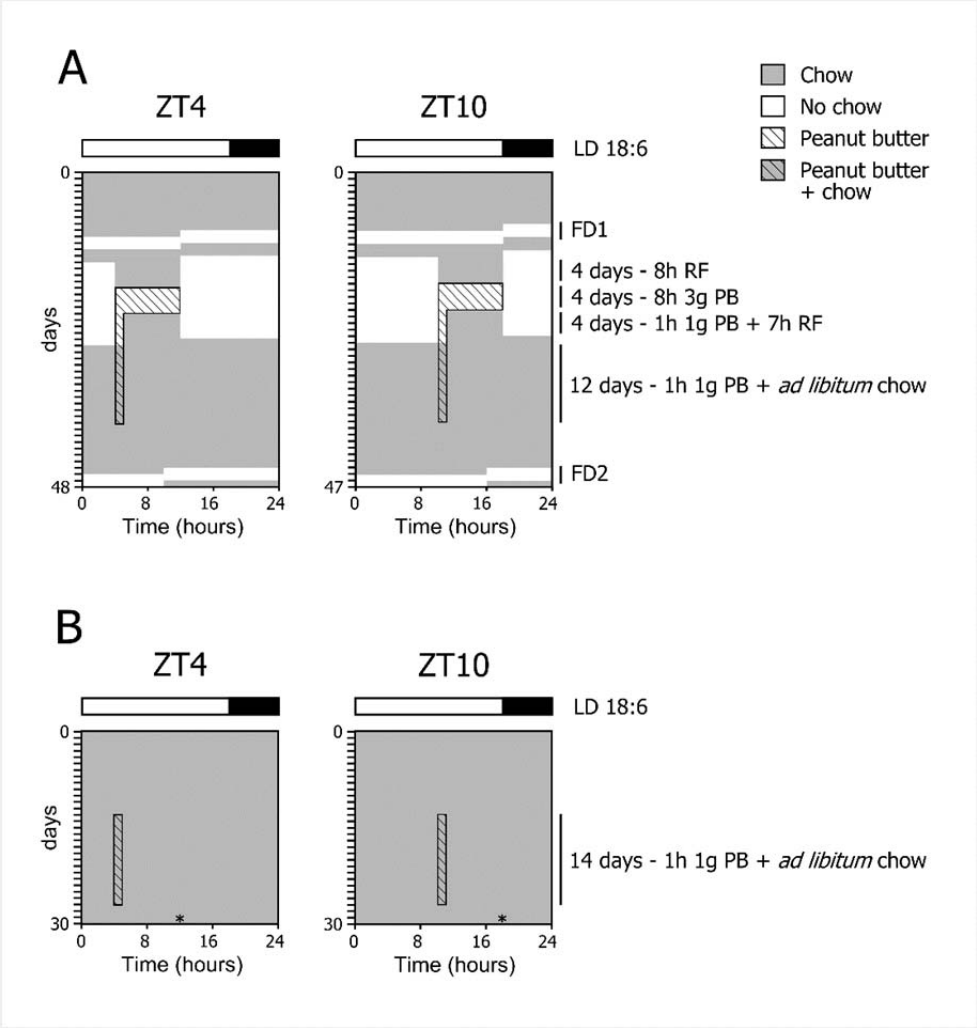 A
ZT4
ZT10
LD 18:6
Chow
No chow
Peanut butter
Peanut butter
+ chow
0
FD1
4 days - 8h RF
4 days - 8h 3g PB
4 days - 1h 1g PB + 7h RF
days
12 days - 1h 1g PB + ad libitum chow
FD2
48
47
0 8 16 24
0 8 16 24
Time (hours)
Time (hours)
B
ZT4
ZT10
LD 18:6
0
0
days
14 days - 1h 1g PB + ad libitum chow
30
30
*
*
0 8 16 24
0 8 16 24
Time (hours)
Time (hours)